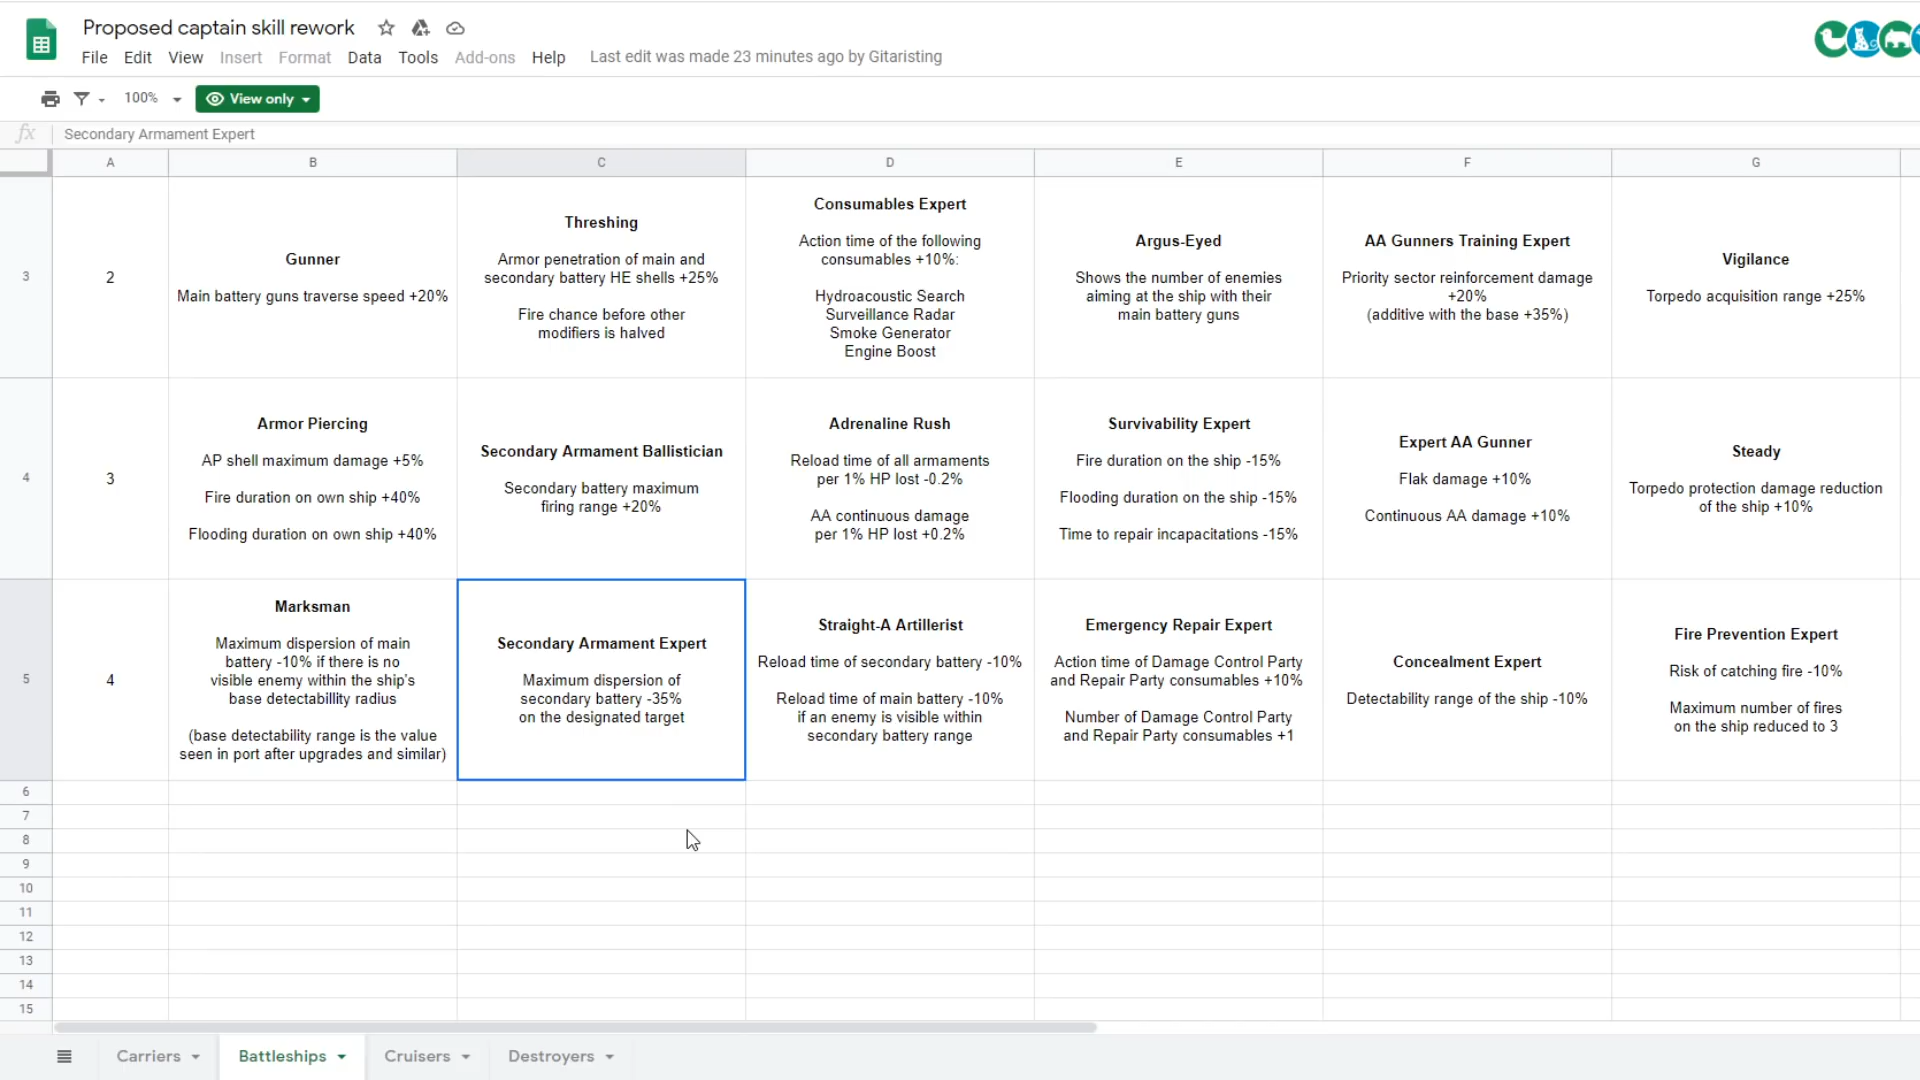 Proposed captain skill rework
File Edit View Insert Format Data Tools Add-ons Help Last edit was made 23 minutes ago by Gitaristing
100% View only
fx Secondary Armament Expert
A B C D E F G
3
2
Gunner
Main battery guns traverse speed +20%
Threshing
Armor penetration of main and
secondary battery HE shells +25%
Fire chance before other
modifiers is halved
Consumables Expert
Action time of the following
consumables +10%:
Hydroacoustic Search
Surveillance Radar
Smoke Generator
Engine Boost
Argus-Eyed
Shows the number of enemies
aiming at the ship with their
main battery guns
AA Gunners Training Expert
Priority sector reinforcement damage
+20%
(additive with the base +35%)
Vigilance
Torpedo acquisition range +25%
4
3
Armor Piercing
AP shell maximum damage +5%
Fire duration on own ship +40%
Flooding duration on own ship +40%
Secondary Armament Ballistician
Secondary battery maximum
firing range +20%
Adrenaline Rush
Reload time of all armaments
per 1% HP lost -0.2%
AA continuous damage
per 1% HP lost +0.2%
Survivability Expert
Fire duration on the ship -15%
Flooding duration on the ship -15%
Time to repair incapacitations -15%
Expert AA Gunner
Flak damage +10%
Continuous AA damage +10%
Steady
Torpedo protection damage reduction
of the ship +10%
5
4
Marksman
Maximum dispersion of main
battery -10% if there is no
visible enemy within the ship's
base detectabillity radius
(base detectability range is the value
seen in port after upgrades and similar)
Secondary Armament Expert
Maximum dispersion of
secondary battery -35%
on the designated target
Straight-A Artillerist
Reload time of secondary battery -10%
Reload time of main battery -10%
if an enemy is visible within
secondary battery range
Emergency Repair Expert
Action time of Damage Control Party
and Repair Party consumables +10%
Number of Damage Control Party
and Repair Party consumables +1
Concealment Expert
Detectability range of the ship -10%
Fire Prevention Expert
Risk of catching fire -10%
Maximum number of fires
on the ship reduced to 3
6
7
8
9
10
11
12
13
14
15
Carriers Battleships Cruisers Destroyers